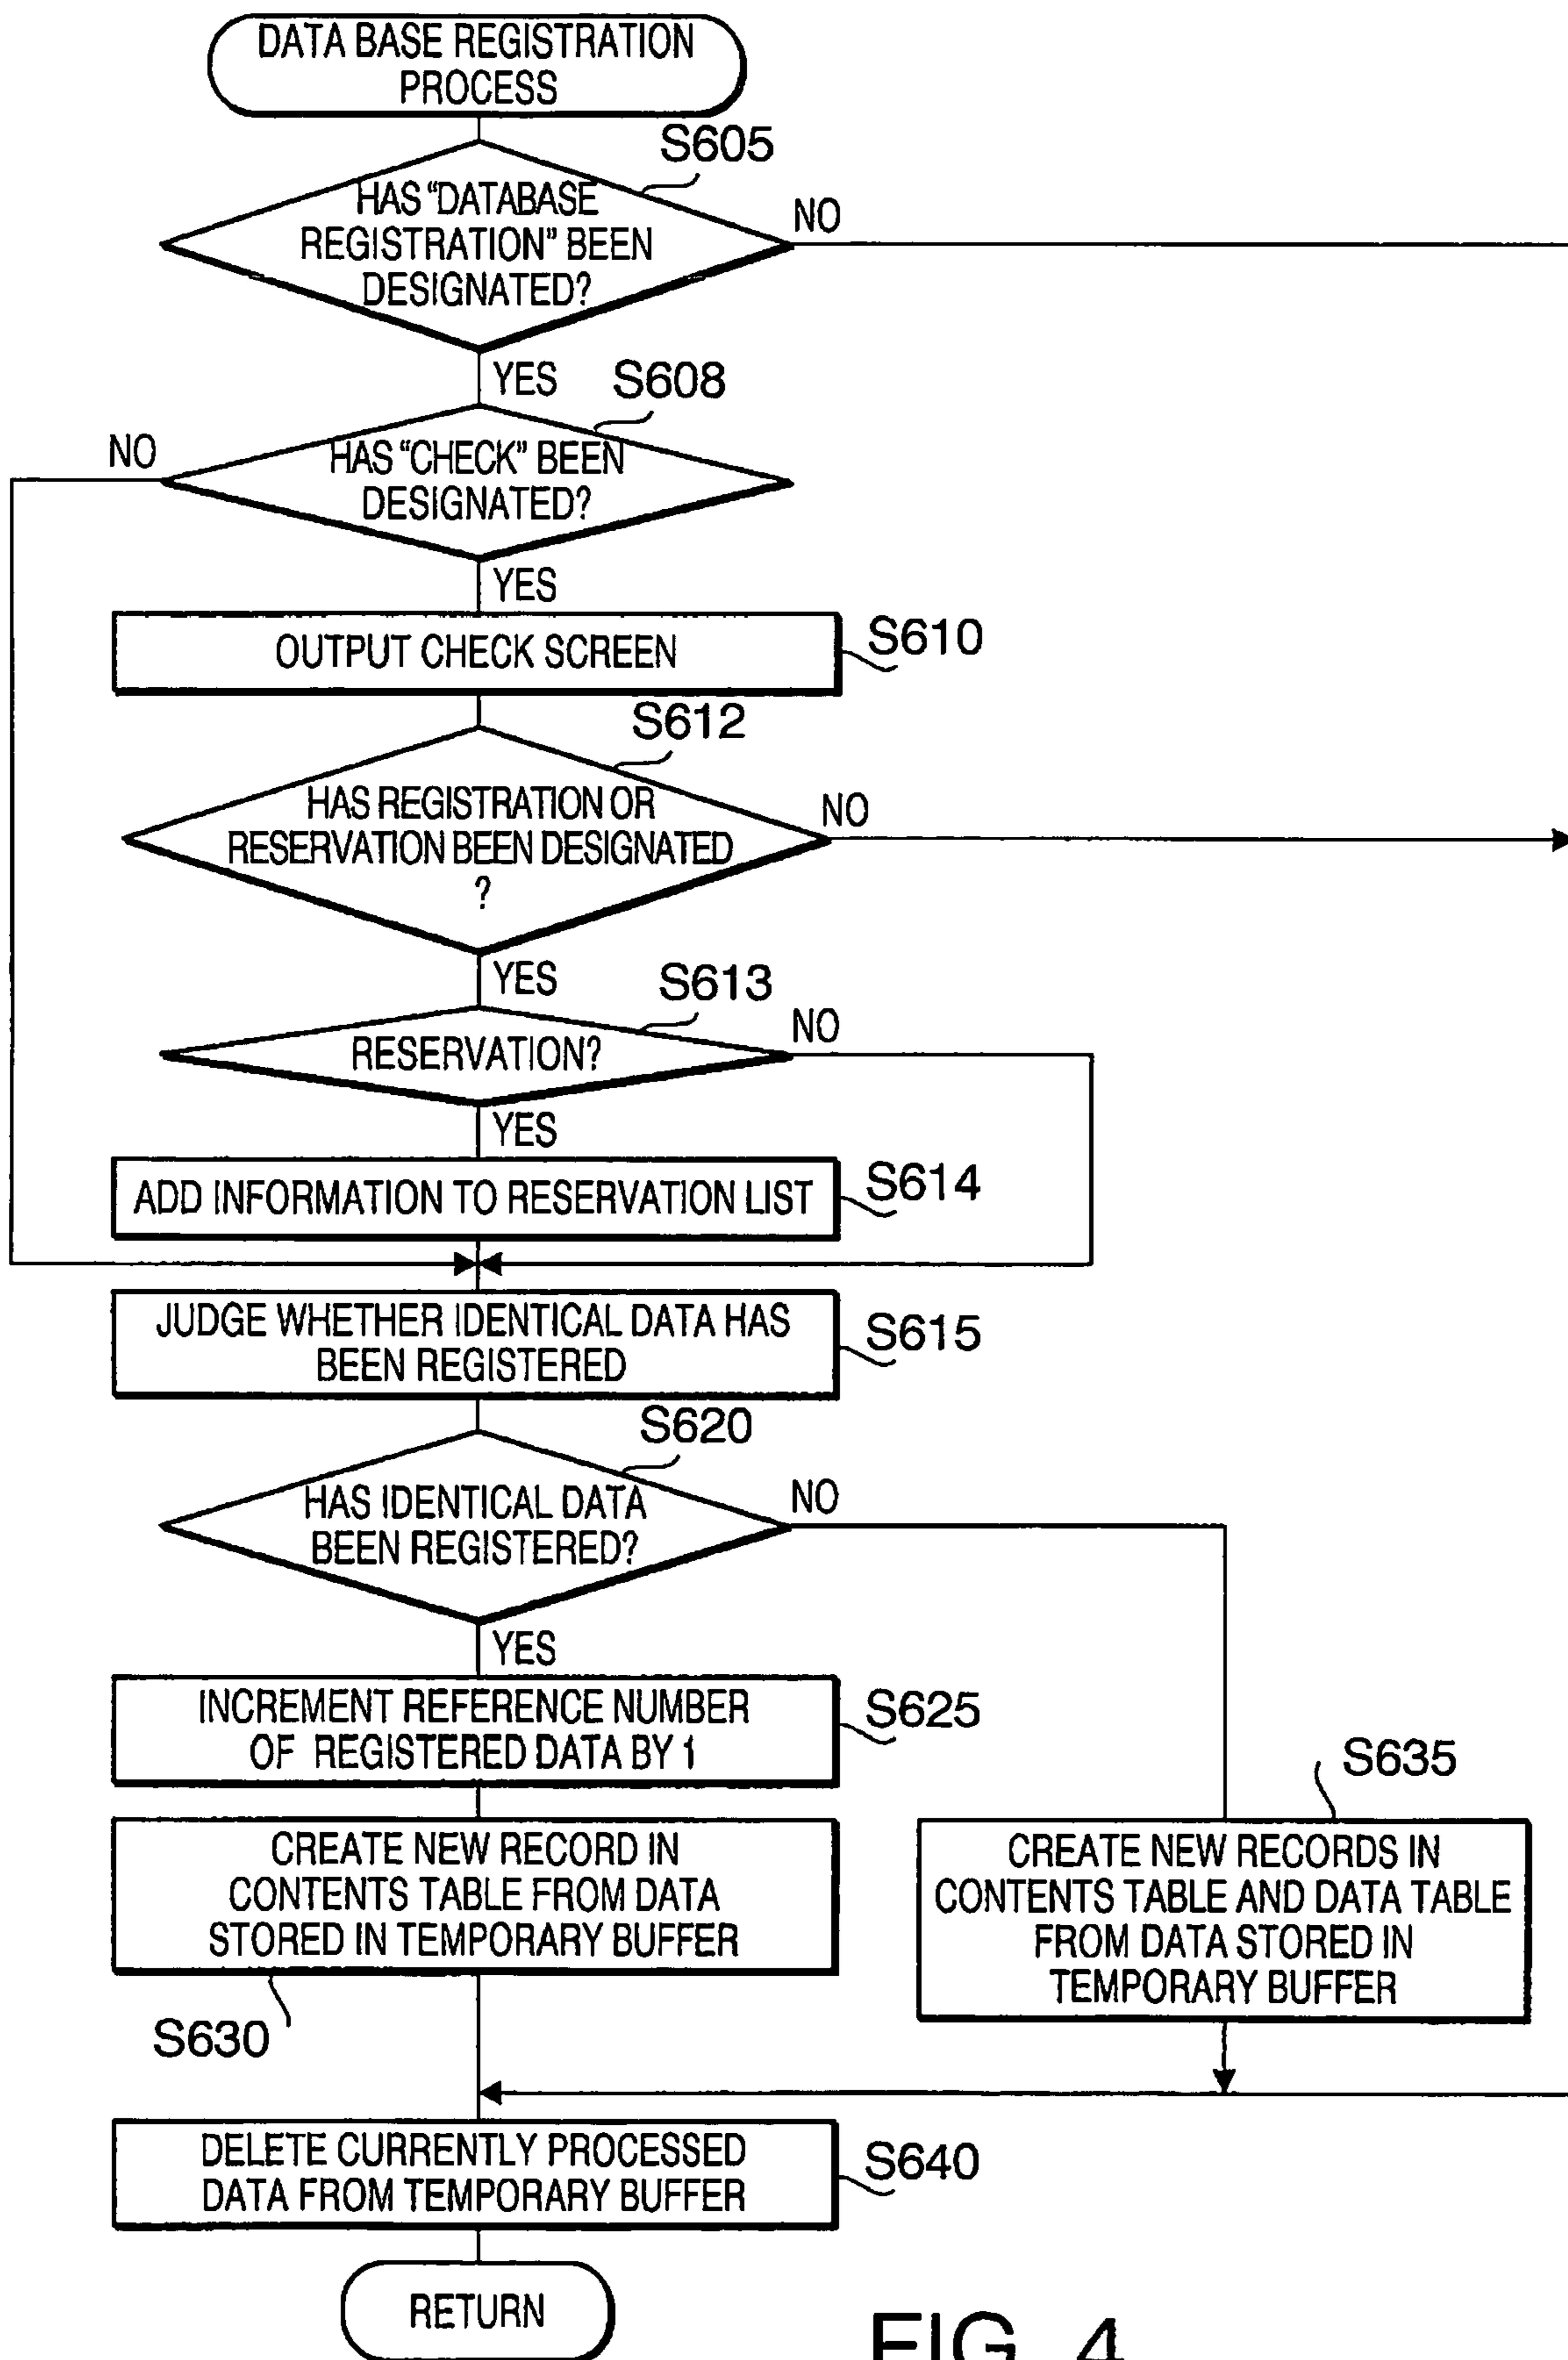 DATA BASE REGISTRATION
PROCESS
S605
HAS “DATABASE
REGISTRATION” BEEN
DESIGNATED?
NO
YES
S608
NO
HAS “CHECK” BEEN
DESIGNATED?
YES
OUTPUT CHECK SCREEN
S610
S612
HAS REGISTRATION OR
RESERVATION BEEN DESIGNATED
?
NO
YES
S613
RESERVATION?
NO
YES
ADD INFORMATION TO RESERVATION LIST
S614
JUDGE WHETHER IDENTICAL DATA HAS
BEEN REGISTERED
S615
S620
HAS IDENTICAL DATA
BEEN REGISTERED?
NO
YES
INCREMENT REFERENCE NUMBER
OF REGISTERED DATA BY 1
S625
CREATE NEW RECORD IN
CONTENTS TABLE FROM DATA
STORED IN TEMPORARY BUFFER
S630
S635
CREATE NEW RECORDS IN
CONTENTS TABLE AND DATA TABLE
FROM DATA STORED IN
TEMPORARY BUFFER
DELETE CURRENTLY PROCESSED
DATA FROM TEMPORARY BUFFER
S640
RETURN
FIG. 4